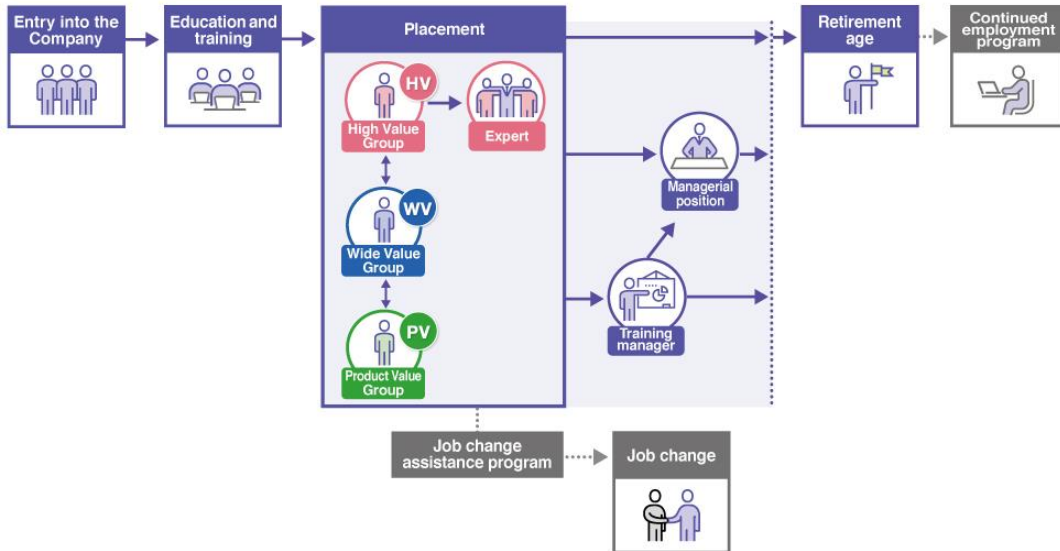 Entry into the
Company
Education and
training
Placement
HV
High Value
Group
Expert
WV
Wide Value
Group
PV
Product Value
Group
Managerial
position
Training
manager
Retirement
age
Continued
employment
program
Job change
assistance program
Job change